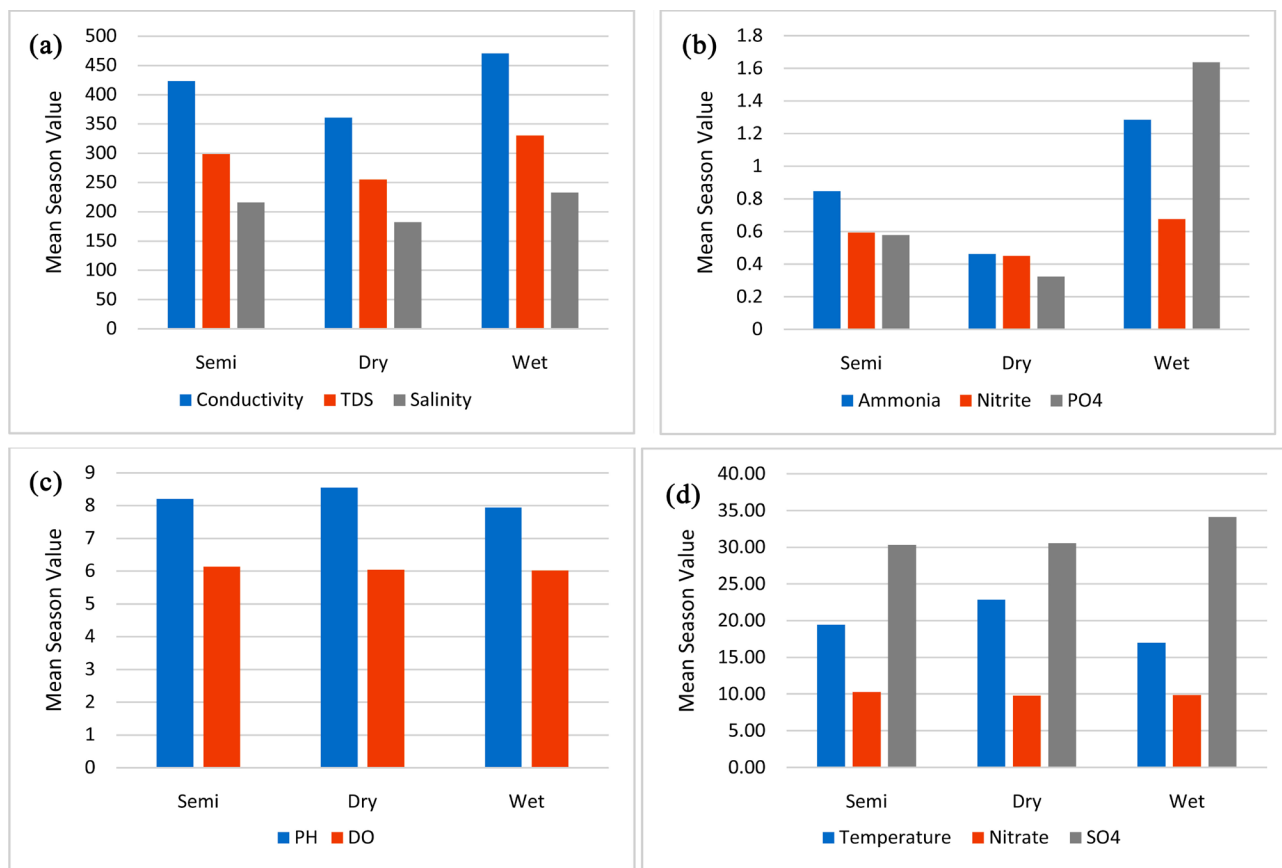 (a)
Mean Season Value
500
450
400
350
300
250
200
150
100
50
0
Semi Dry Wet
Conductivity TDS Salinity
(b)
Mean Season Value
1.8
1.6
1.4
1.2
1
0.8
0.6
0.4
0.2
0
Semi Dry Wet
Ammonia Nitrite PO4
(c)
Mean Season Value
9
8
7
6
5
4
3
2
1
0
Semi Dry Wet
PH DO
(d)
Mean Season Value
40.00
35.00
30.00
25.00
20.00
15.00
10.00
5.00
0.00
Semi Dry Wet
Temperature Nitrate SO4